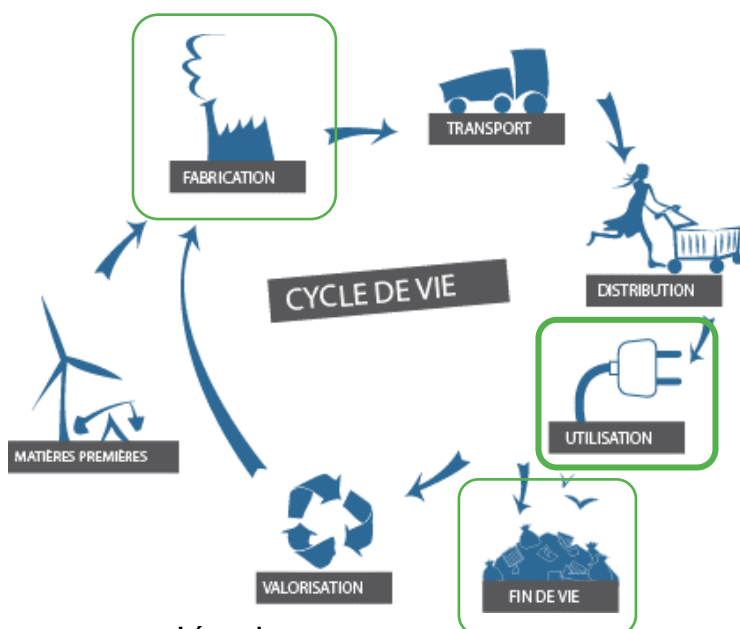 TRANSPORT
FABRICATION
CYCLE DE VIE
DISTRIBUTION
UTILISATION
MATIÈRES PREMIÈRES
VALORISATION
FIN DE VIE